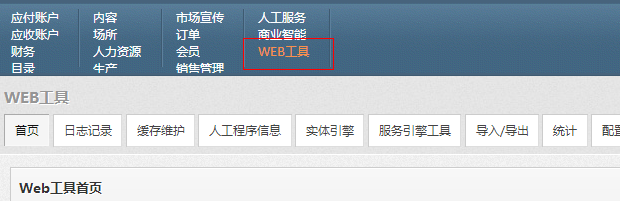 应付账户
应收账户
财务
目录
内容
场所
人力资源
生产
市场宣传
订单
会员
销售管理
人工服务
商业智能
WEB工具
WEB工具
首页 日志记录 缓存维护 人工程序信息 实体引擎 服务引擎工具 导入/导出 统计
Web工具首页